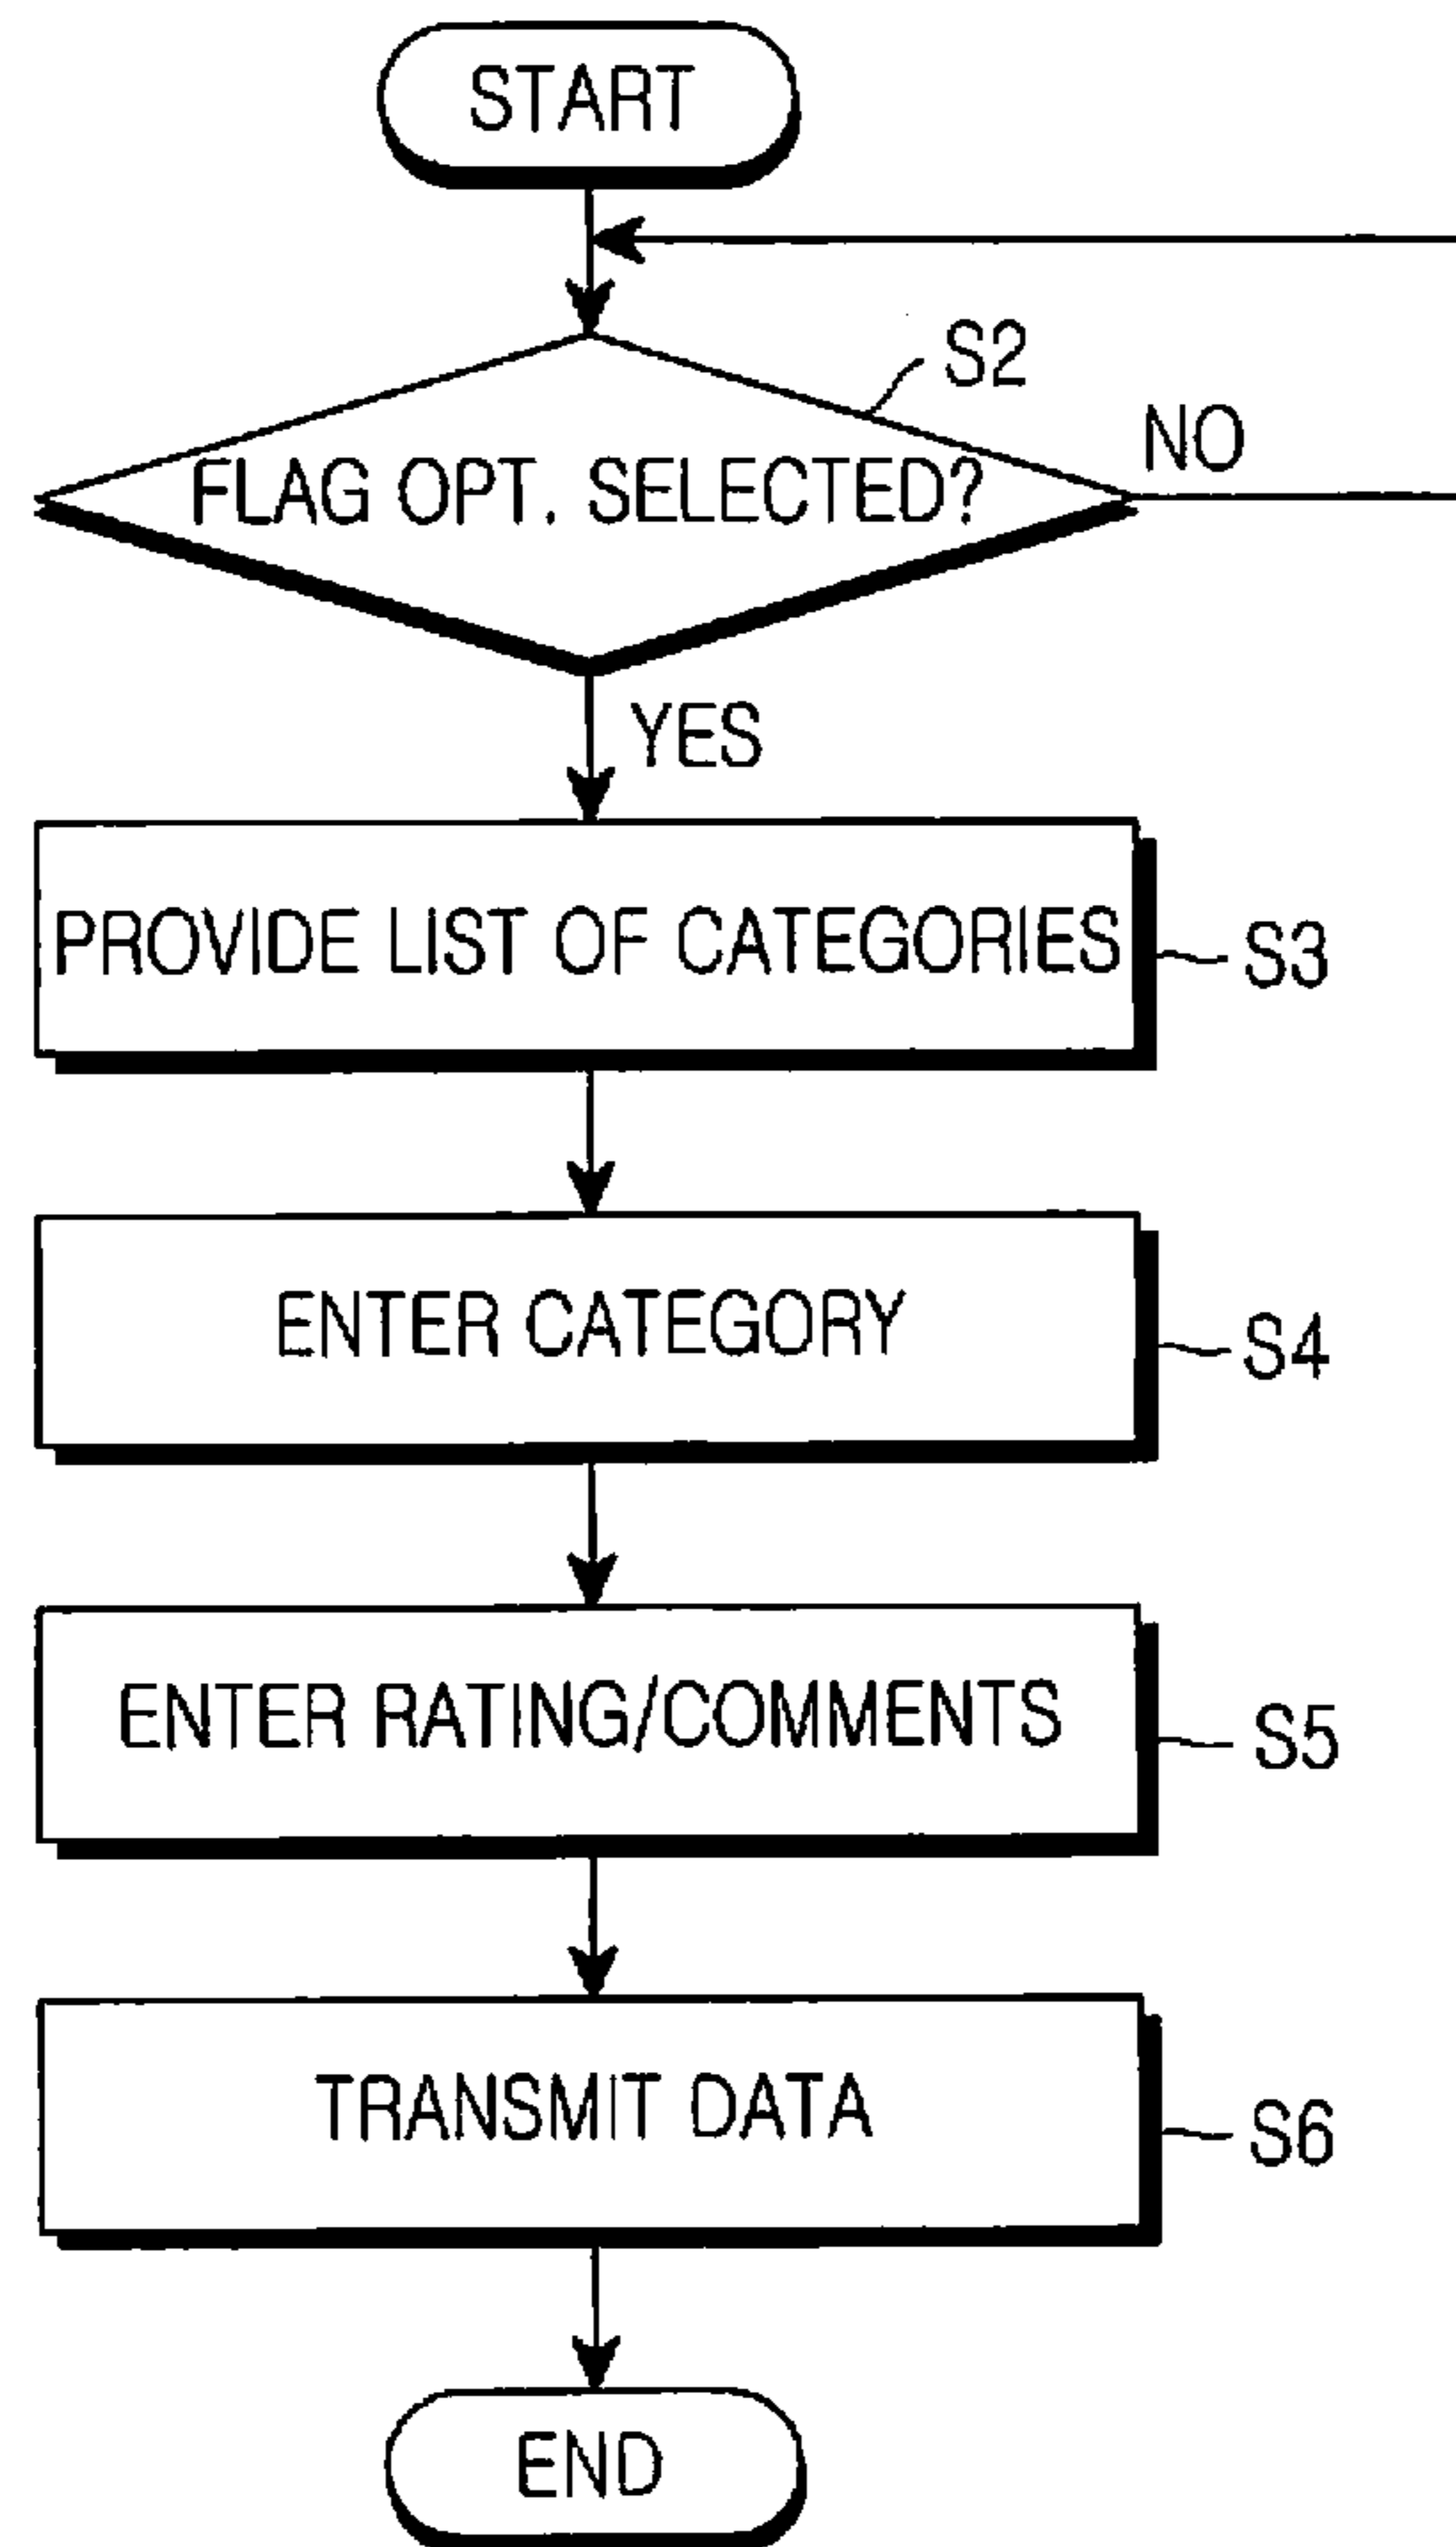 START
S2
NO
FLAG OPT. SELECTED?
YES
PROVIDE LIST OF CATEGORIES
S3
ENTER CATEGORY
S4
ENTER RATING/COMMENTS
S5
TRANSMIT DATA
S6
END